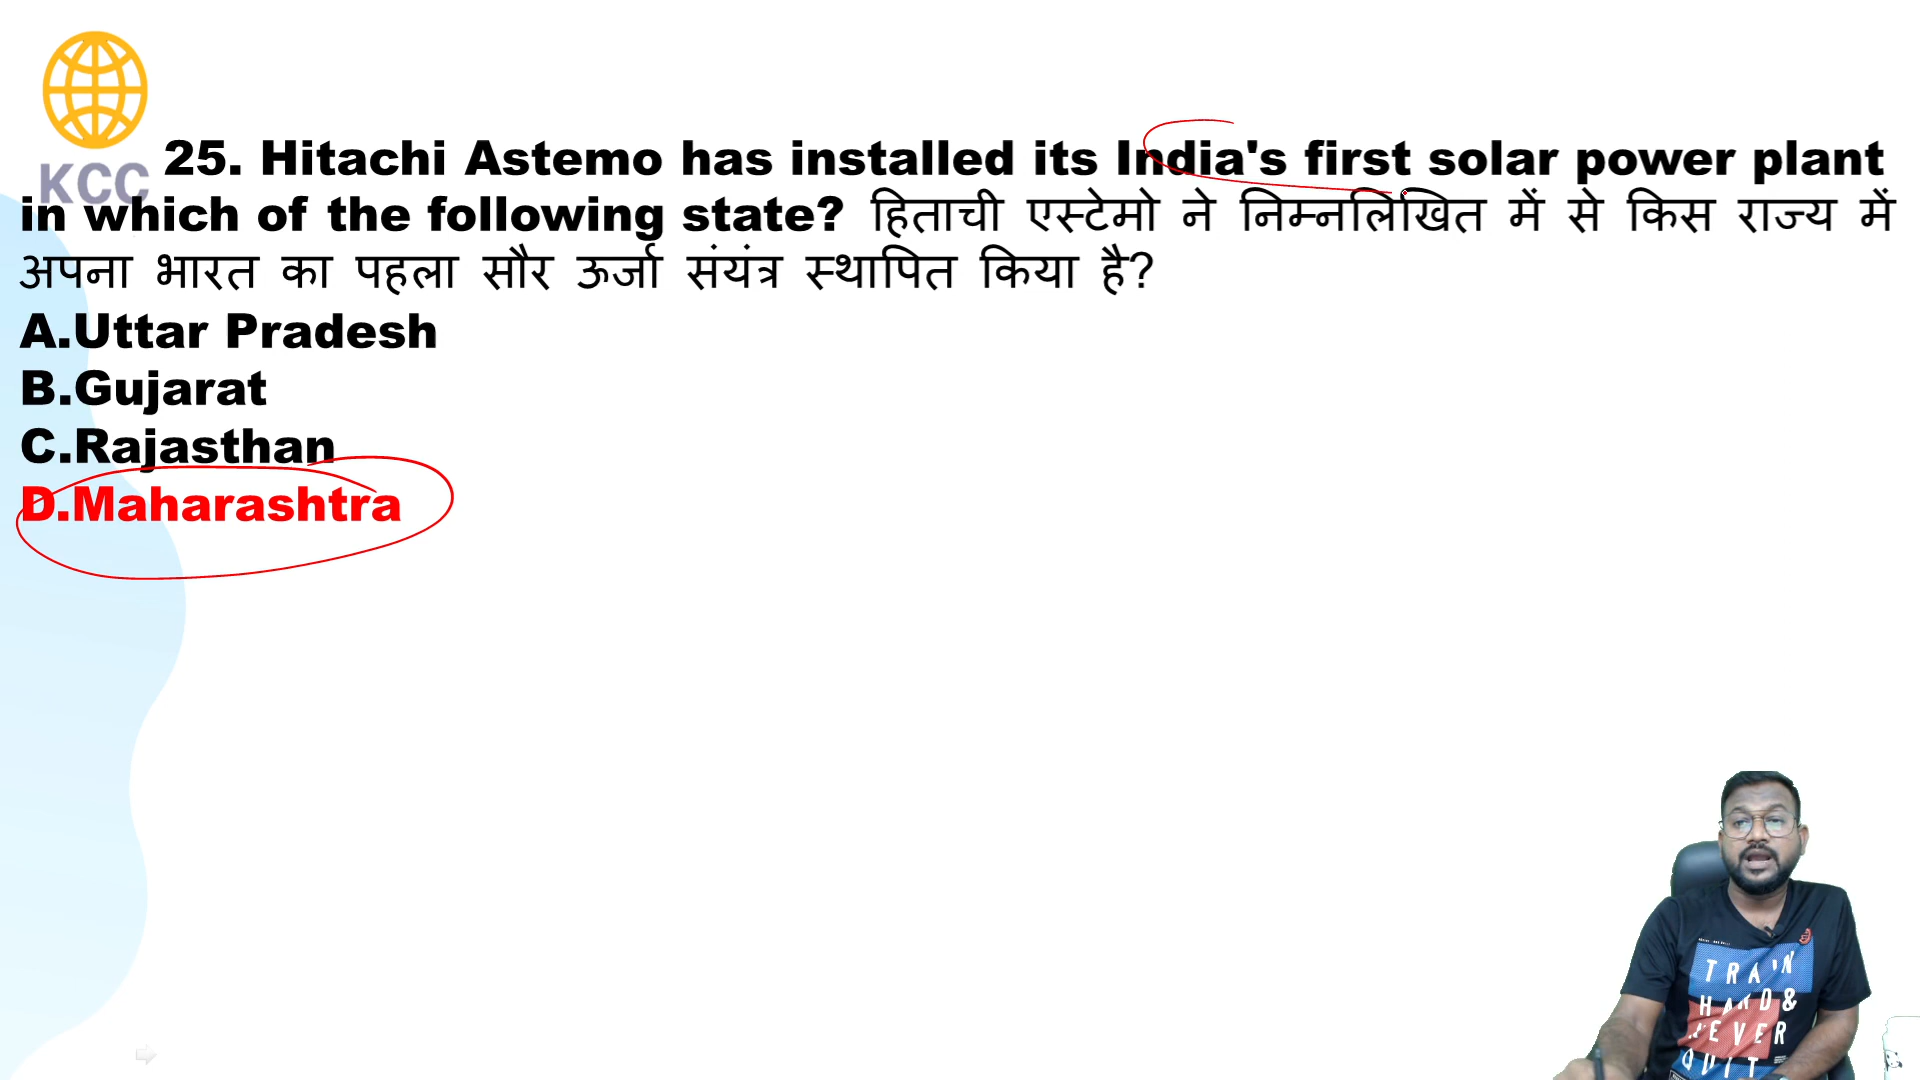 KCC
25. Hitachi Astemo has installed its India's first solar power plant
in which of the following state? हिताची एस्टेमो ने निम्नलिखित में से किस राज्य में
अपना भारत का पहला सौर ऊर्जा संयंत्र स्थापित किया है?
A.Uttar Pradesh
B.Gujarat
C.Rajasthan
D.Maharashtra
TRAIN
HARD&
NEVER
QUIT